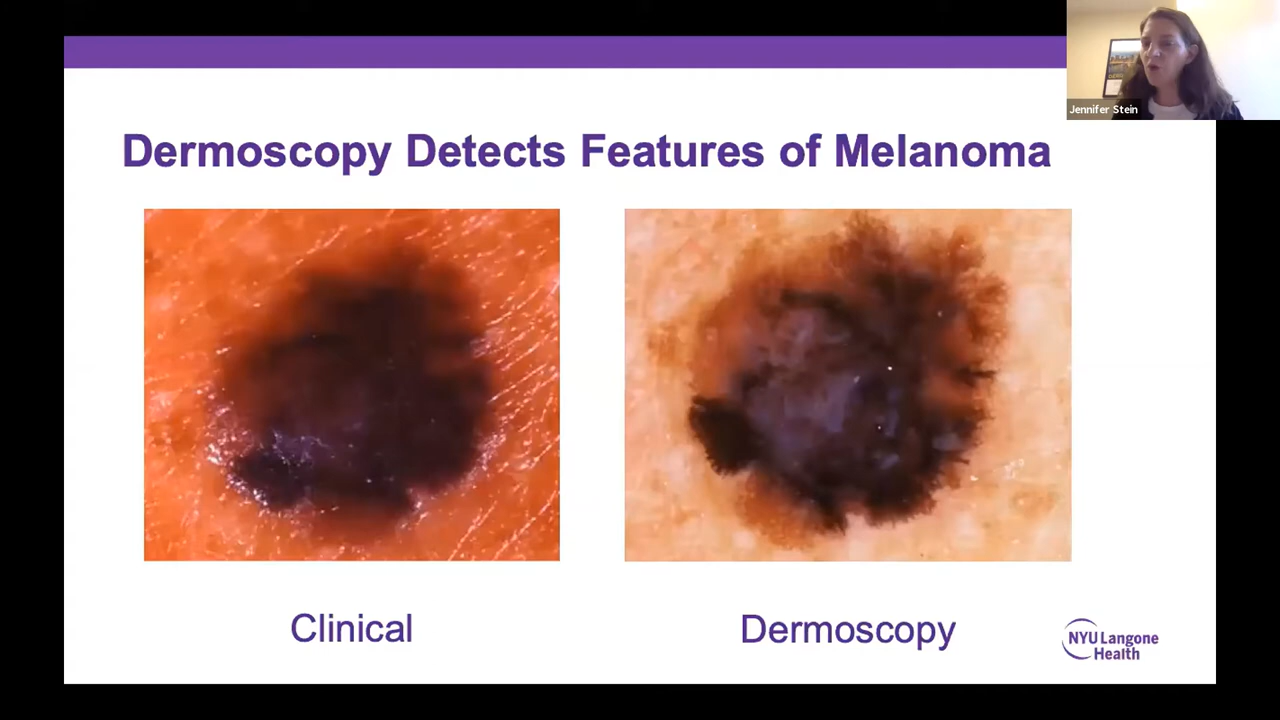 Jennifer Stein
Dermoscopy Detects Features of Melanoma
Clinical
Dermoscopy
NYU Langone
Health